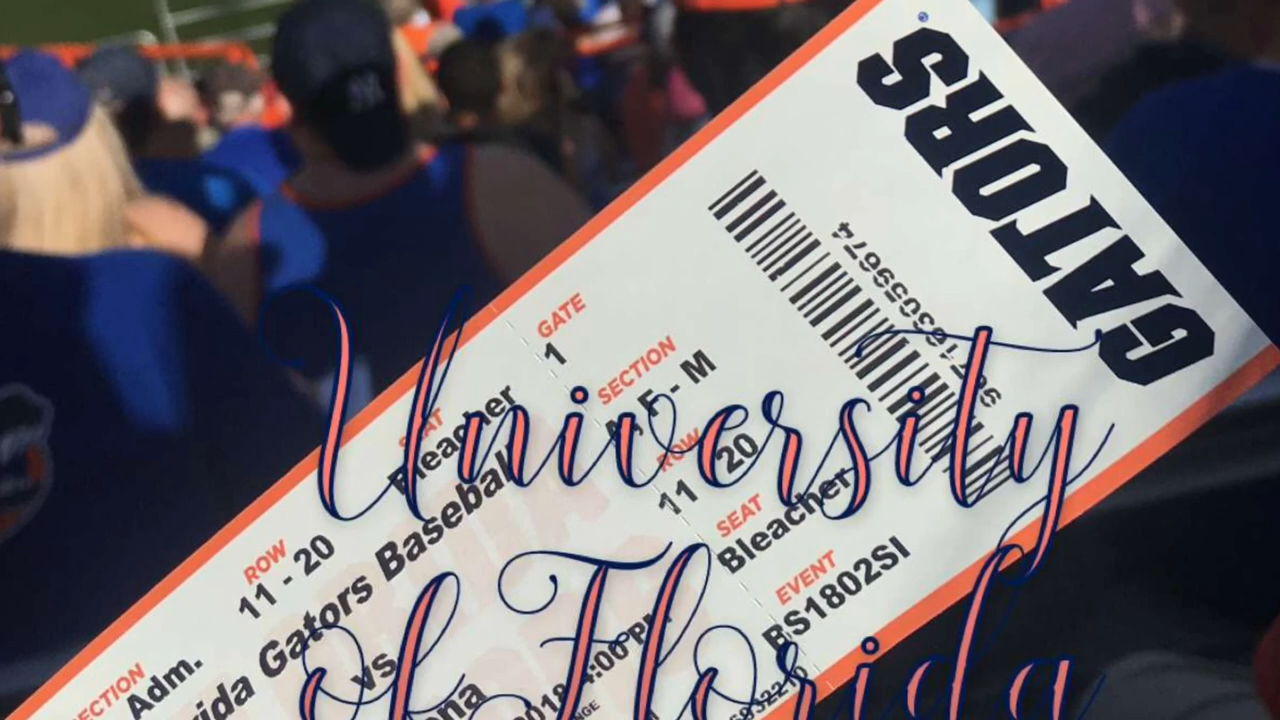 GATORS
987163059674
GATE
1
SECTION
F - M
ROW
11 20
SEAT
Bleacher
EVENT
BS1802SI
SEAT
Bleacher
ROW
11 - 20
Adm.
Gators Baseball
vs
University
of Florida